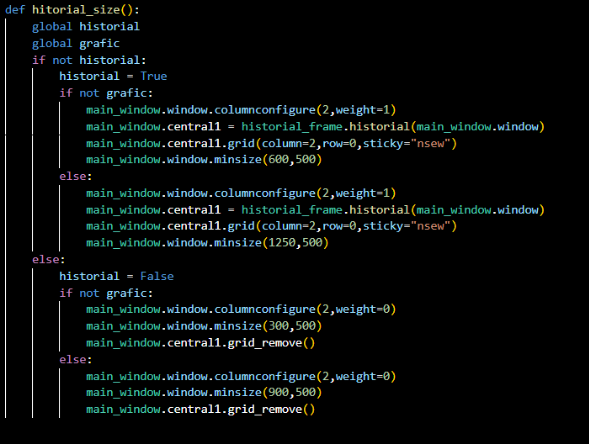 def hitorial_size():
    global historial
    global grafic
    if not historial:
        historial = True
        if not grafic:
            main_window.window.columnconfigure(2,weight=1)
            main_window.central1 = historial_frame.historial(main_window.window)
            main_window.central1.grid(column=2,row=0,sticky="nsew")
            main_window.window.minsize(600,500)
        else:
            main_window.window.columnconfigure(2,weight=1)
            main_window.central1 = historial_frame.historial(main_window.window)
            main_window.central1.grid(column=2,row=0,sticky="nsew")
            main_window.window.minsize(1250,500)
    else:
        historial = False
        if not grafic:
            main_window.window.columnconfigure(2,weight=0)
            main_window.window.minsize(300,500)
            main_window.central1.grid_remove()
        else:
            main_window.window.columnconfigure(2,weight=0)
            main_window.window.minsize(900,500)
            main_window.central1.grid_remove()